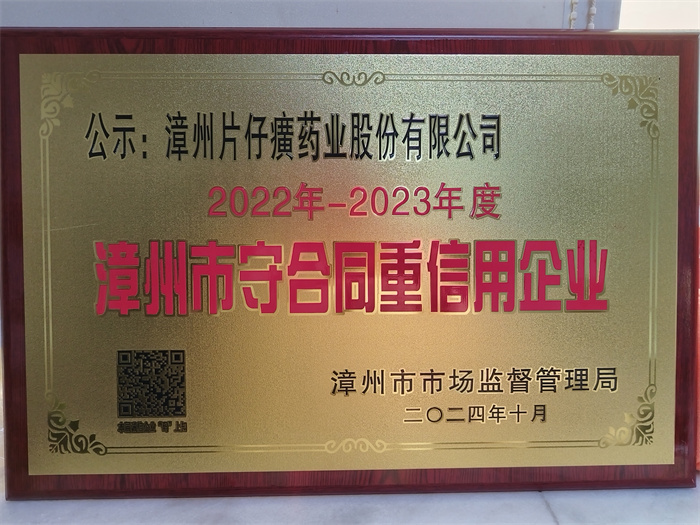 公示：漳州片仔癀药业股份有限公司
2022年-2023年度
漳州市守合同重信用企业
漳州市市场监督管理局
二〇二四年十月